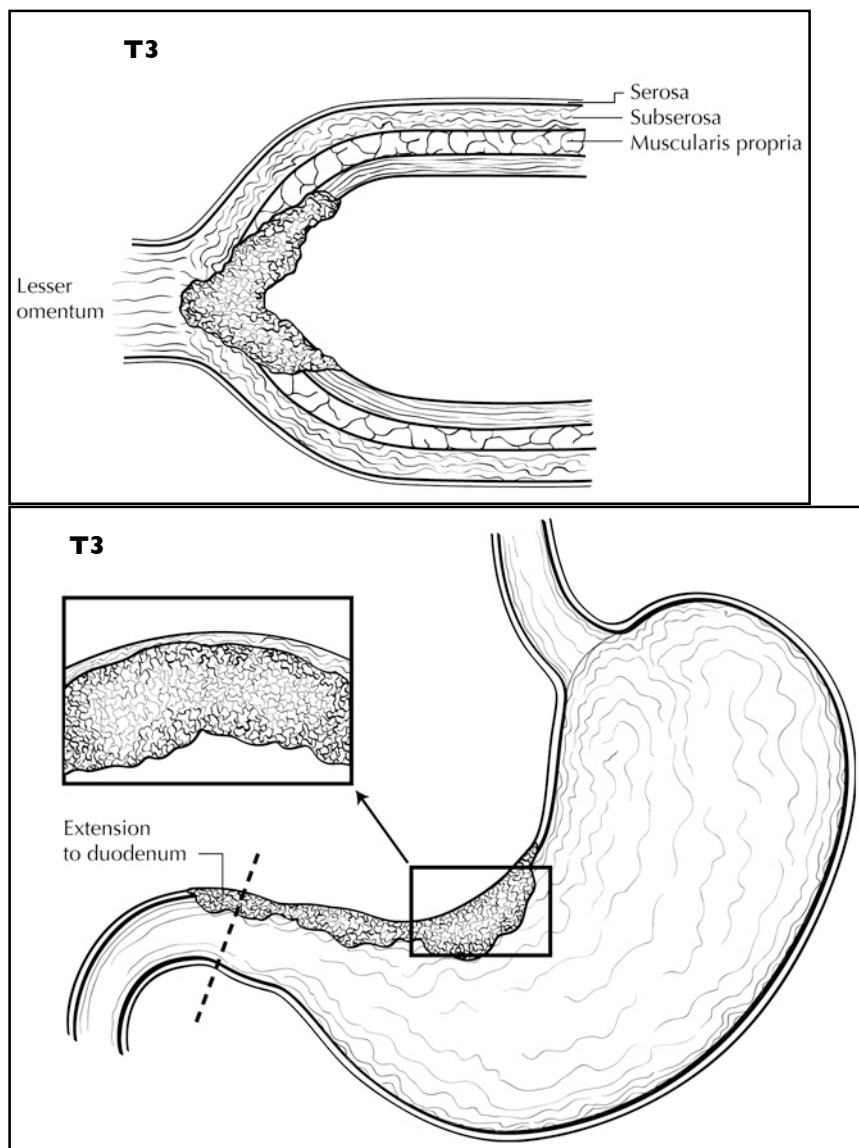 T3
Serosa
Subserosa
Muscularis propria
Lesser
omentum
T3
Extension
to duodenum